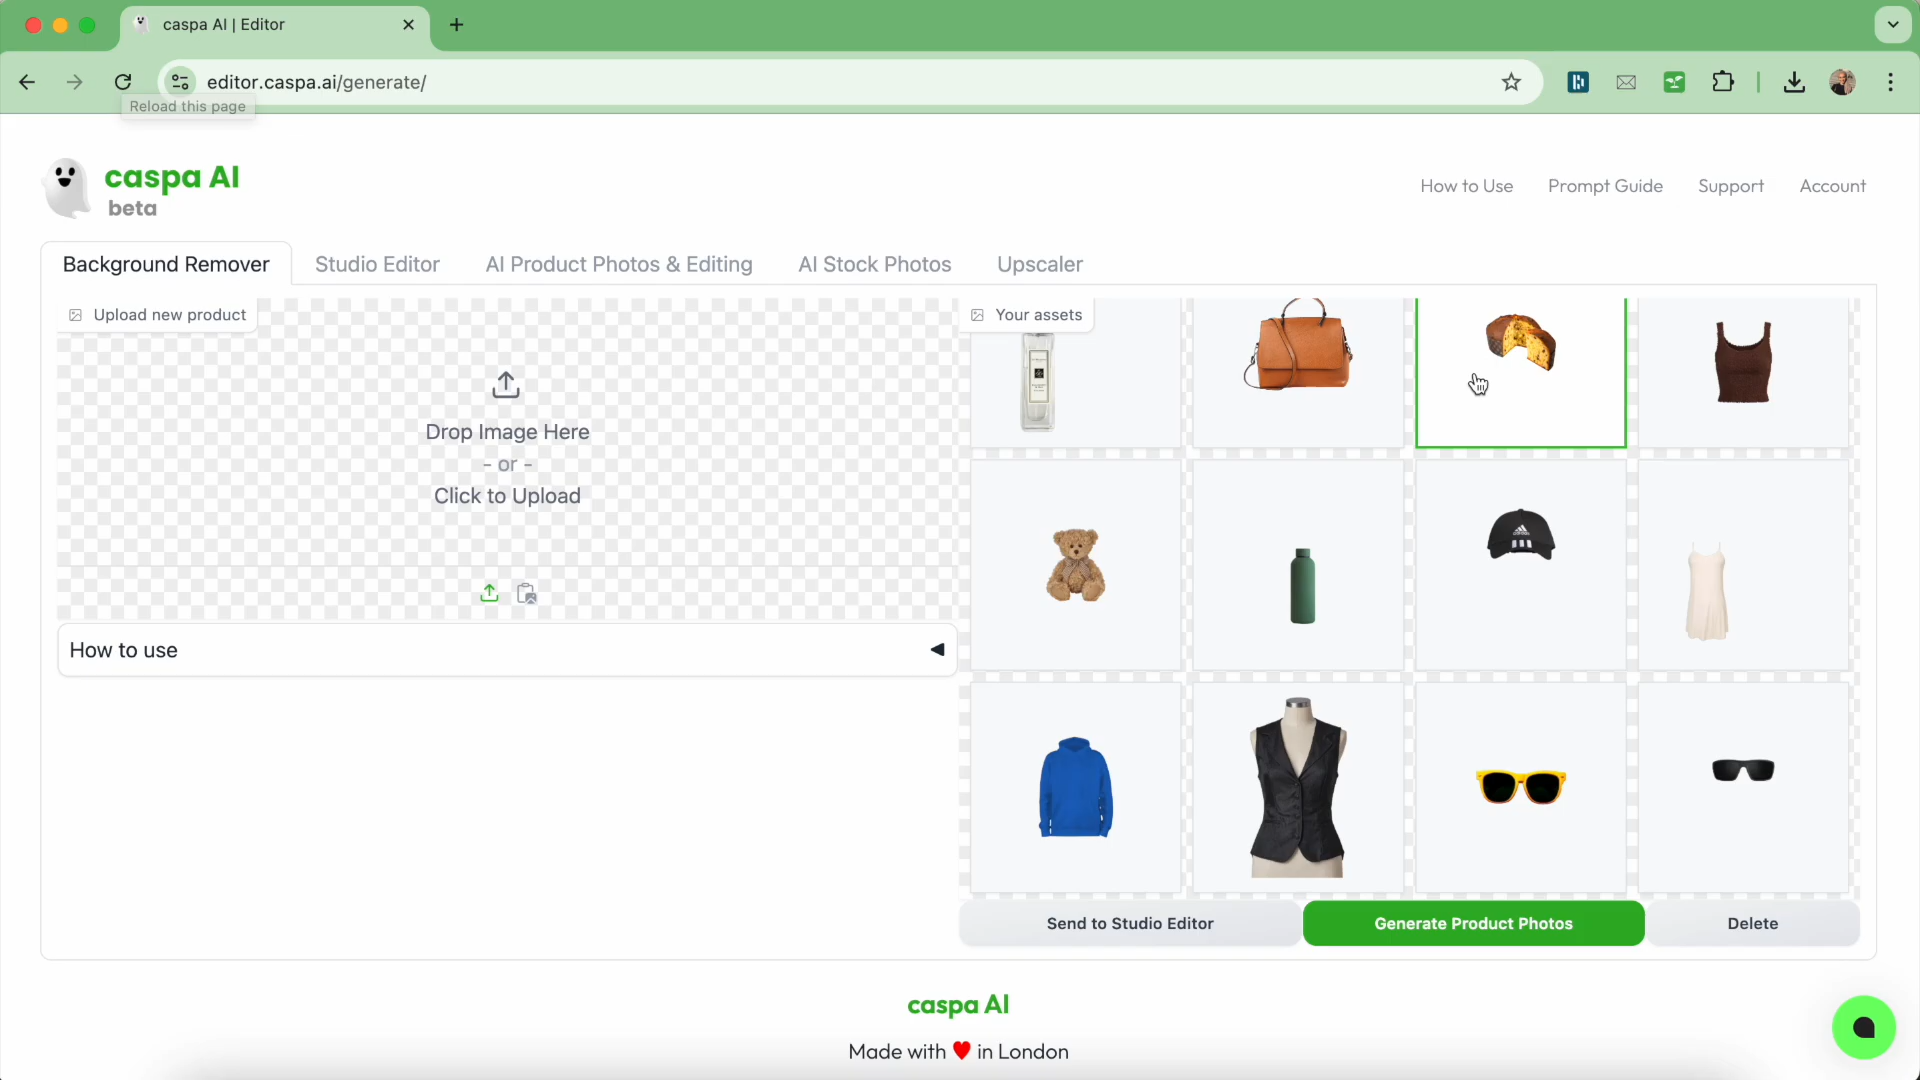 caspa AI | Editor
editor.caspa.ai/generate/
Reload this page
caspa AI
beta
How to Use
Prompt Guide
Support
Account
Background Remover
Studio Editor
AI Product Photos & Editing
AI Stock Photos
Upscaler
Upload new product
Your assets
Drop Image Here
- or -
Click to Upload
How to use
Send to Studio Editor
Generate Product Photos
Delete
caspa AI
Made with ❤️ in London